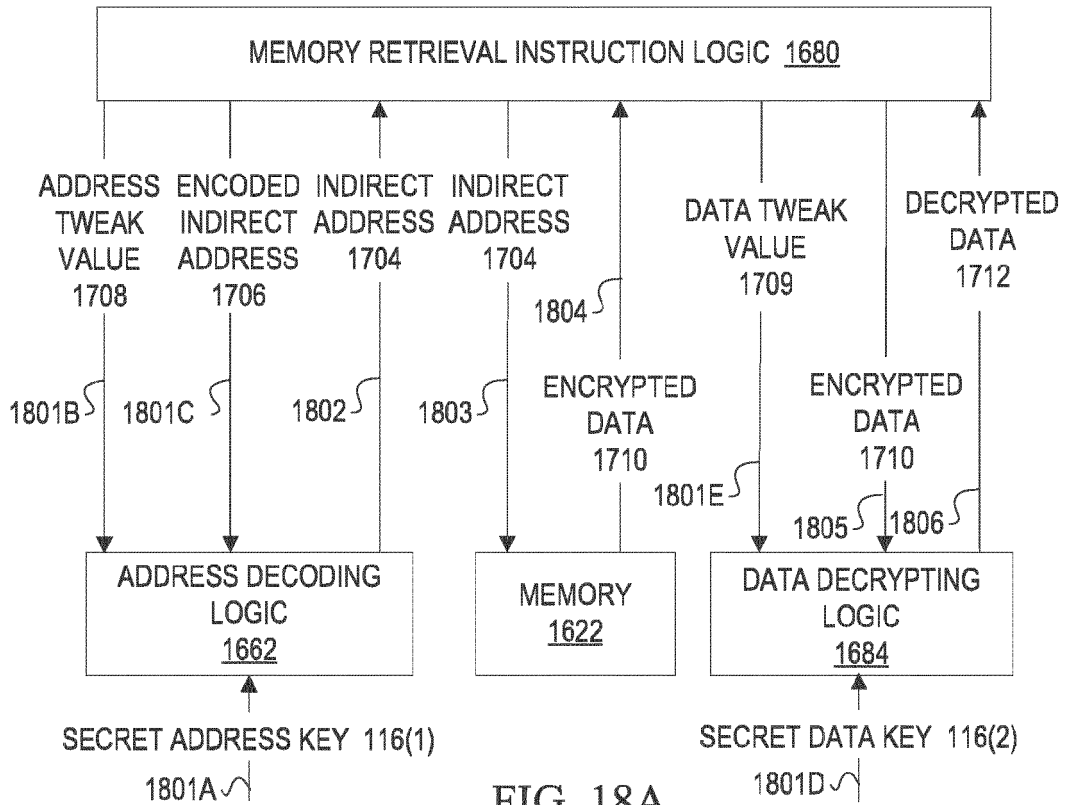 MEMORY RETRIEVAL INSTRUCTION LOGIC 1680
ADDRESS
TWEAK
VALUE
1708
ENCODED
INDIRECT
ADDRESS
1706
INDIRECT
ADDRESS
1704
INDIRECT
ADDRESS
1704
DATA TWEAK
VALUE
1709
DECRYPTED
DATA
1712
1804
1801B
1801C
1802
1803
ENCRYPTED
DATA
1710
ENCRYPTED
DATA
1710
1801E
1805
1806
ADDRESS DECODING
LOGIC
1662
MEMORY
1622
DATA DECRYPTING
LOGIC
1684
SECRET ADDRESS KEY 116(1)
SECRET DATA KEY 116(2)
1801A
1801D
FIG. 18A